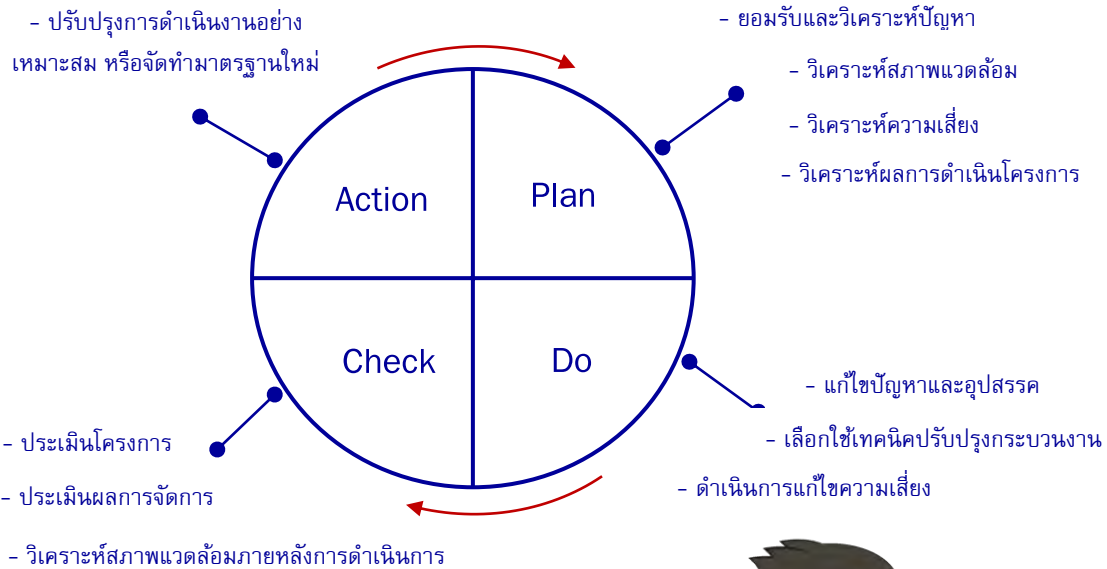 – ปรับปรุงการดำเนินงานอย่าง
เหมาะสม หรือจัดทำมาตรฐานใหม่
– ยอมรับและวิเคราะห์ปัญหา
– วิเคราะห์สภาพแวดล้อม
– วิเคราะห์ความเสี่ยง
– วิเคราะห์ผลการดำเนินโครงการ
Action
Plan
Check
Do
– แก้ไขปัญหาและอุปสรรค
– เลือกใช้เทคนิคปรับปรุงกระบวนงาน
– ดำเนินการแก้ไขความเสี่ยง
– ประเมินโครงการ
– ประเมินผลการจัดการ
– วิเคราะห์สภาพแวดล้อมภายหลังการดำเนินการ